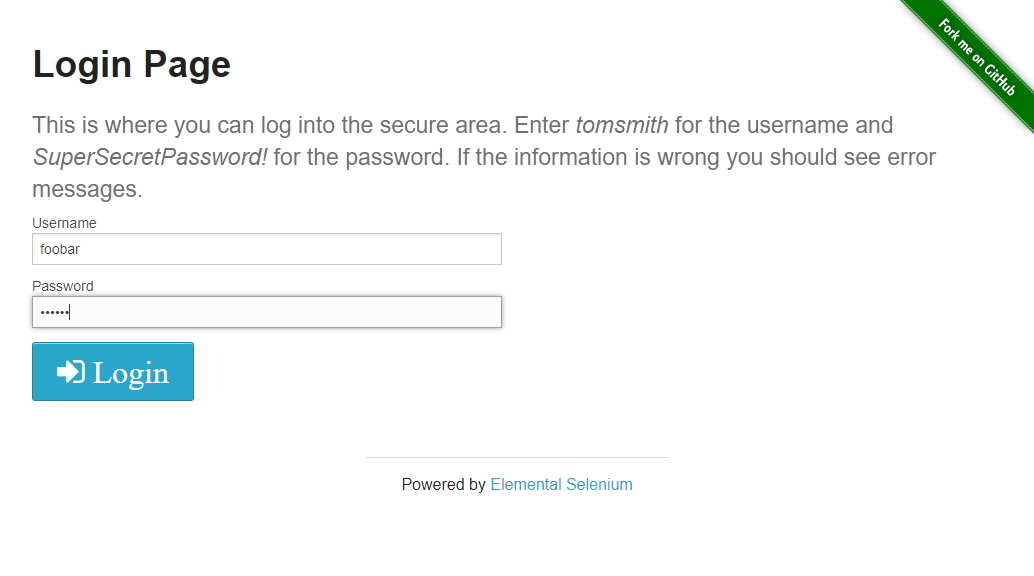 Fork me on GitHub
Login Page
This is where you can log into the secure area. Enter tomsmith for the username and
SuperSecretPassword! for the password. If the information is wrong you should see error
messages.
Username
foobar
Password
••••••
Login
Powered by Elemental Selenium